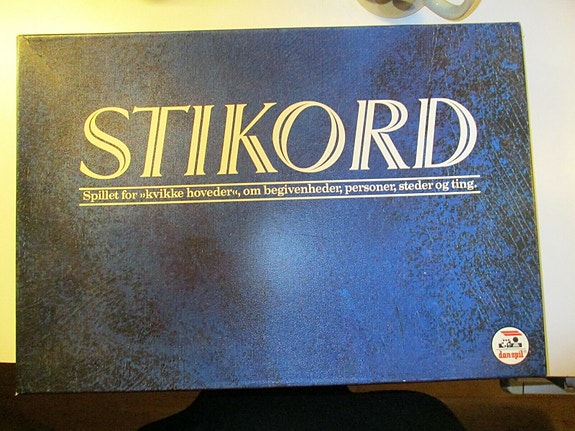 STIKORD
Spillet for »kvikke hoveder«, om begivenheder, personer, steder og ting.
dan spil